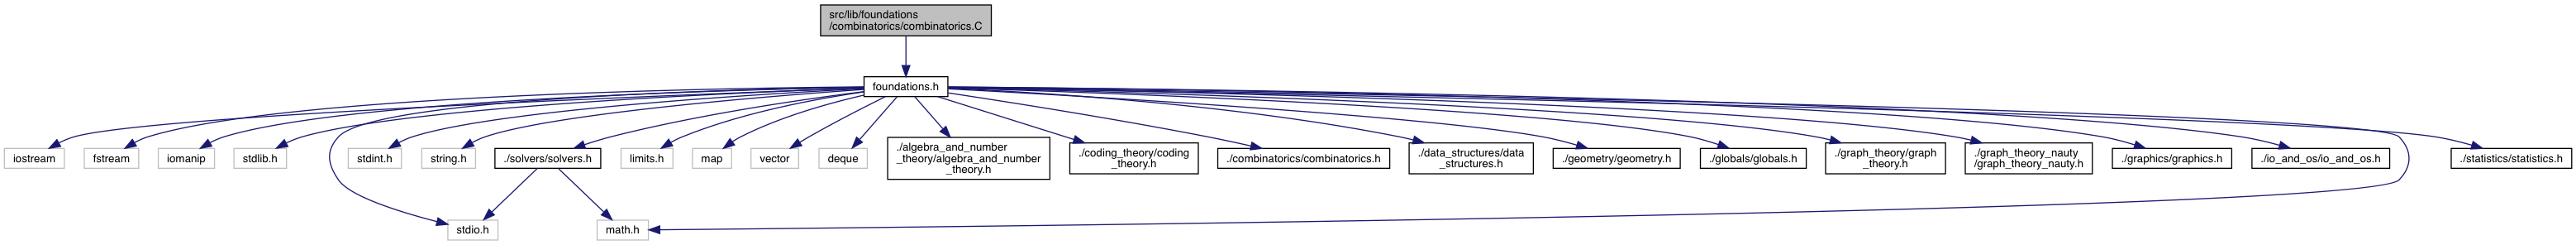 src/lib/foundations
/combinatorics/combinatorics.C
foundations.h
iostream
fstream
iomanip
stdlib.h
stdint.h
string.h
./solvers/solvers.h
limits.h
map
vector
deque
./algebra_and_number
_theory/algebra_and_number
_theory.h
./coding_theory/coding
_theory.h
./combinatorics/combinatorics.h
./data_structures/data
_structures.h
./geometry/geometry.h
./globals/globals.h
./graph_theory/graph
_theory.h
./graph_theory_nauty
/graph_theory_nauty.h
./graphics/graphics.h
./io_and_os/io_and_os.h
./statistics/statistics.h
stdio.h
math.h